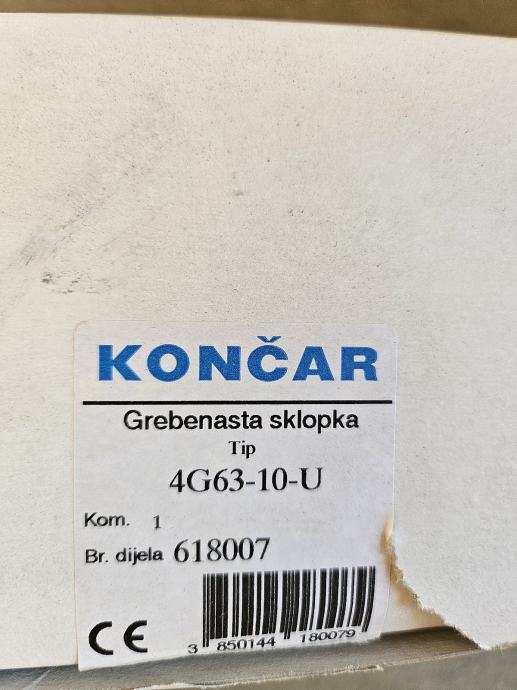 KONČAR
Grebenasta sklopka
Tip
4G63-10-U
Kom. 1
Br. dijela 618007
CE
3 850144 180079